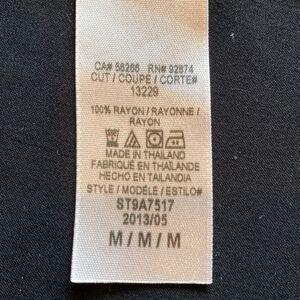 CA# 56266 RN# 92874
CUT / COUPE / CORTE#
13229
100% RAYON / RAYONNE /
RAYON
MADE IN THAILAND
FABRIQUÉ EN THAÏLANDE
HECHO EN TAILANDIA
STYLE / MODÈLE / ESTILO#
ST9A7517
2013/05
M / M / M